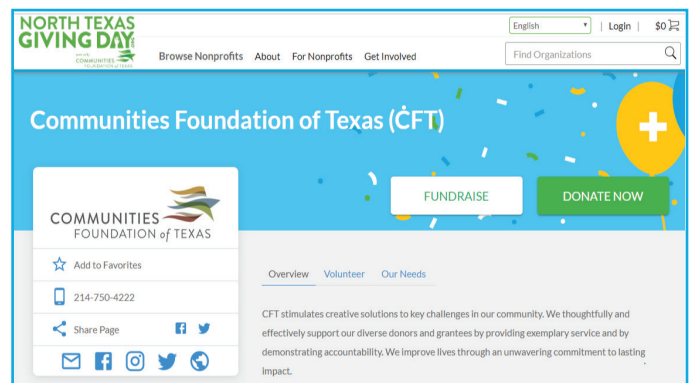 NORTH TEXAS
GIVING DAY
COMMUNITIES
FOUNDATION of TEXAS
English
Login
$0
Browse Nonprofits
About
For Nonprofits
Get Involved
Find Organizations
Communities Foundation of Texas (CFT)
FUNDRAISE
DONATE NOW
COMMUNITIES
FOUNDATION of TEXAS
Add to Favorites
214-750-4222
Share Page
Overview
Volunteer
Our Needs
CFT stimulates creative solutions to key challenges in our community. We thoughtfully and
effectively support our diverse donors and grantees by providing exemplary service and by
demonstrating accountability. We improve lives through an unwavering commitment to lasting
impact.